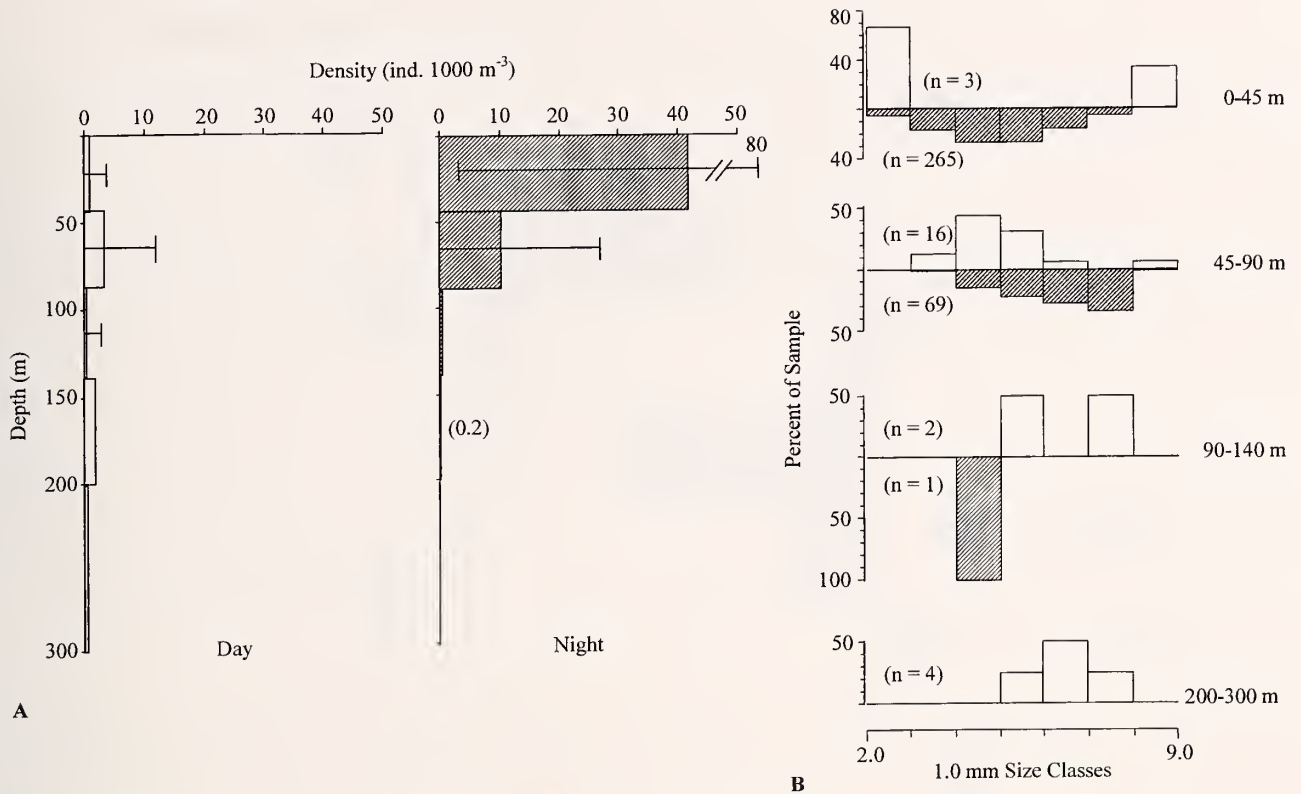 Density (ind. 1000 m⁻³)
0 10 20 30 40 50
0 10 20 30 40 50
80
50
100
150
200
300
Depth (m)
(0.2)
Day
Night
A
80
40
40
(n = 3)
(n = 265)
0-45 m
50
50
(n = 16)
(n = 69)
45-90 m
Percent of Sample
50
50
100
(n = 2)
(n = 1)
90-140 m
50
(n = 4)
200-300 m
2.0
9.0
1.0 mm Size Classes
B